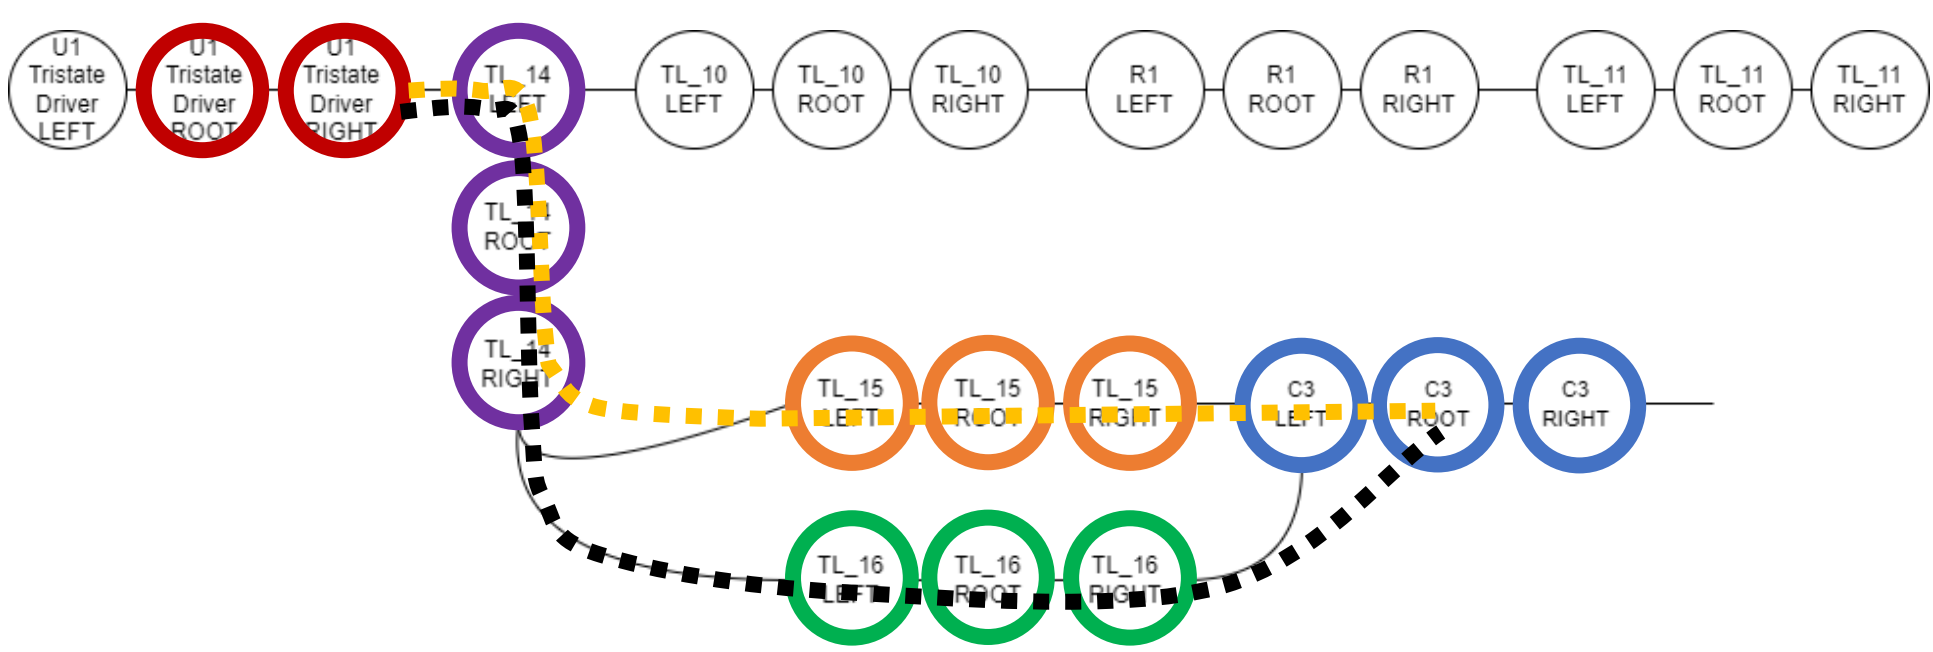 U1
Tristate
Driver
LEFT
U1
Tristate
Driver
ROOT
U1
Tristate
Driver
RIGHT
TL_14
LEFT
TL_10
LEFT
TL_10
ROOT
TL_10
RIGHT
R1
LEFT
R1
ROOT
R1
RIGHT
TL_11
LEFT
TL_11
ROOT
TL_11
RIGHT
TL_14
ROOT
TL_14
RIGHT
TL_15
LEFT
TL_15
ROOT
TL_15
RIGHT
C3
LEFT
C3
ROOT
C3
RIGHT
TL_16
LEFT
TL_16
ROOT
TL_16
RIGHT